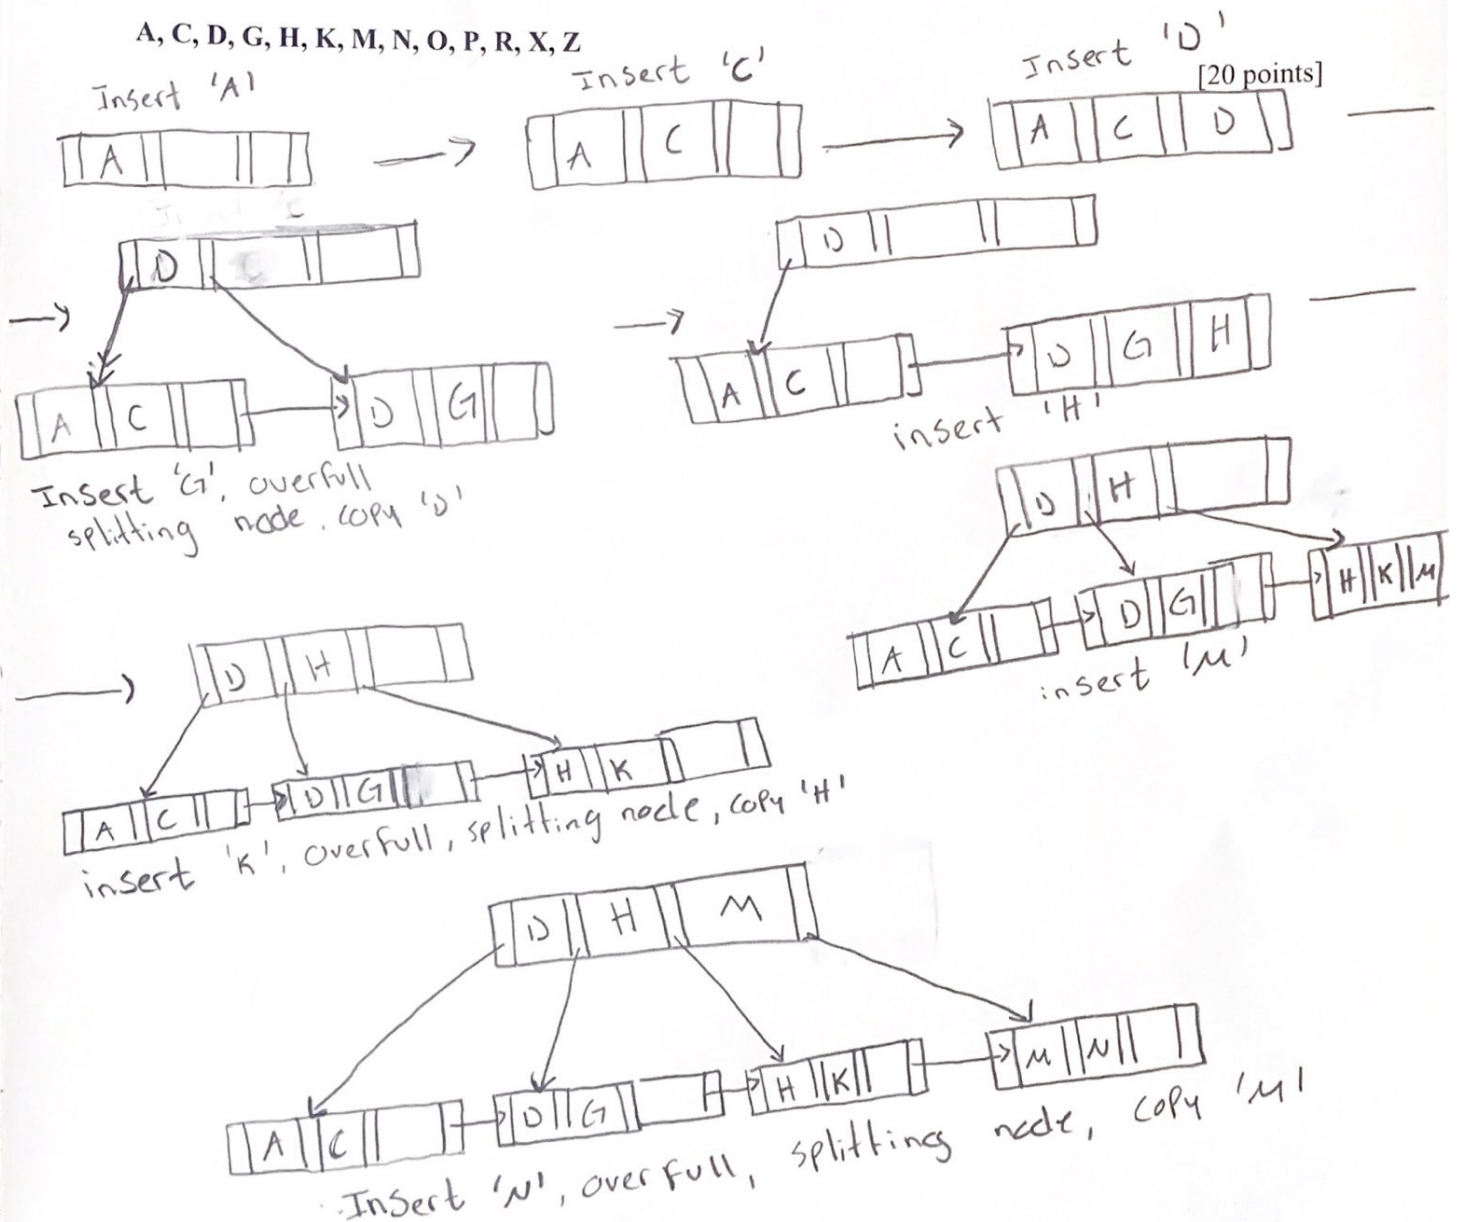 A, C, D, G, H, K, M, N, O, P, R, X, Z
Insert 'A'
Insert 'C'
Insert 'D'
[20 points]
A
A C
A C D
D
A C D G
Insert 'G', overfull
splitting node. copy 'D'
D
A C D G H
insert 'H'
D H
A C D G H K
insert 'K', overfull, splitting node, copy 'H'
D H
A C D G H K M
insert 'M'
D H M
A C D G H K M N
Insert 'N', overfull, splitting node, copy 'M'